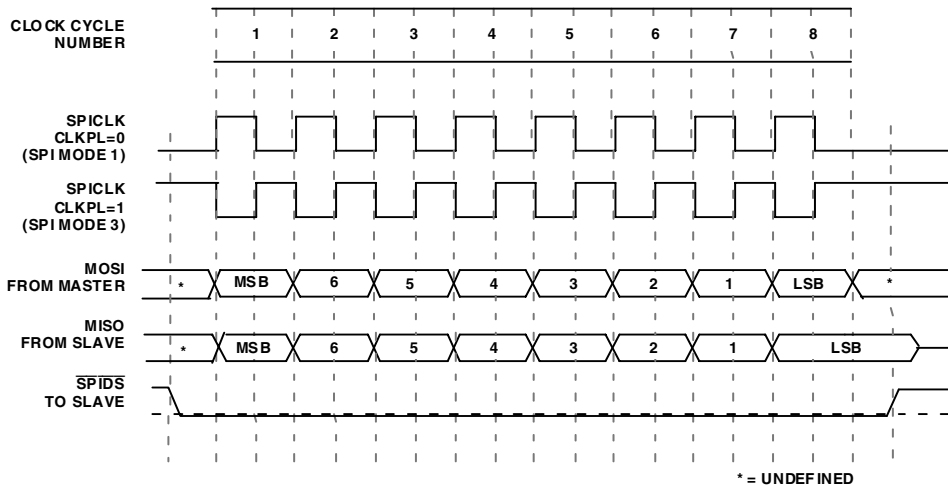 CLOCK CYCLE
NUMBER
1 2 3 4 5 6 7 8
SPICLK
CLKPL=0
(SPI MODE 1)
SPICLK
CLKPL=1
(SPI MODE 3)
MOSI
FROM MASTER
* MSB 6 5 4 3 2 1 LSB *
MISO
FROM SLAVE
* MSB 6 5 4 3 2 1 LSB
SPIDS
TO SLAVE
* = UNDEFINED